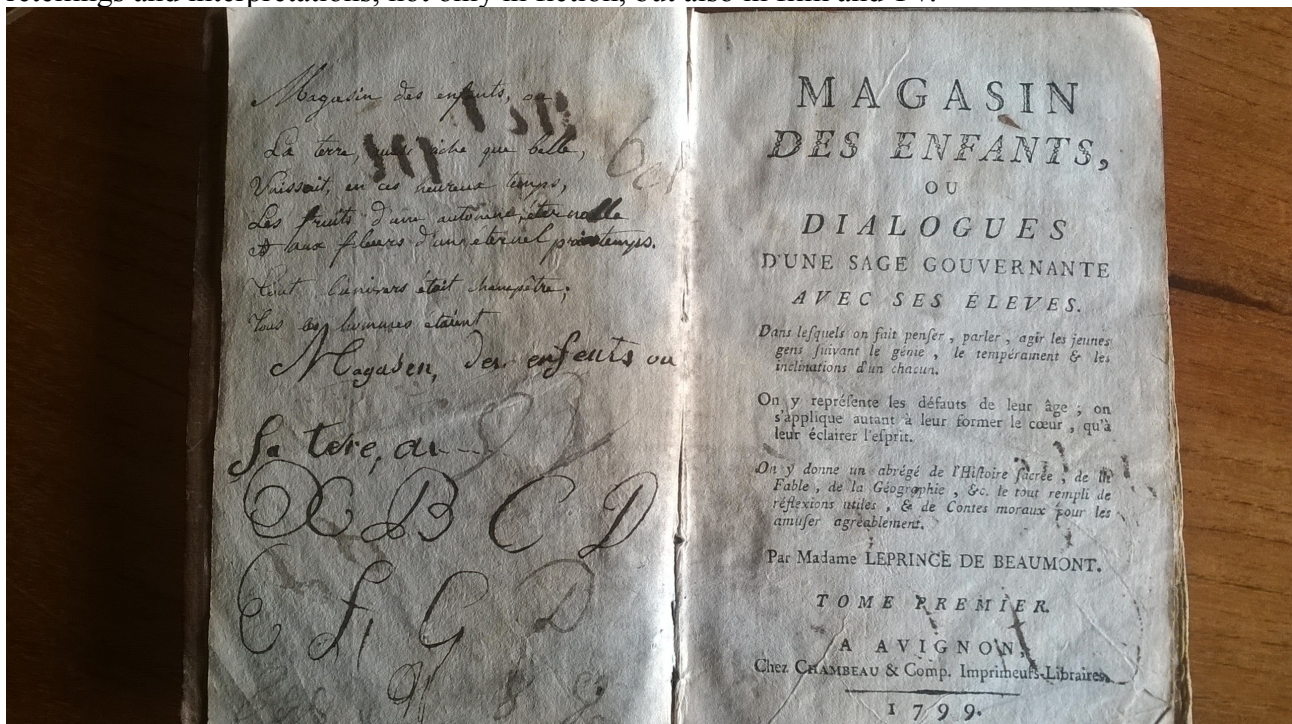 retellings and interpretations, not only in fiction, but also in film and TV.
Magasin des enfants, ou
La terre, aussi riche que belle,
Unissait, en ces heureux temps,
Les fruits d'une automne éternelle
Et aux fleurs d'un éternel printemps.
Tout l'univers était champêtre;
Tous les hommes étaient
Magasen, des enfents ou
la tere, au
B C D
G
MAGASIN
DES ENFANTS,
OU
DIALOGUES
D'UNE SAGE GOUVERNANTE
AVEC SES ÉLEVES.
Dans leſquels on fait penſer, parler, agir les jeunes
gens ſuivant le génie, le tempérament & les
inclinations d'un chacun.
On y repréſente les défauts de leur âge ; on
s'applique autant à leur former le cœur, qu'à
leur éclairer l'eſprit.
On y donne un abrégé de l'Hiſtoire ſacrée, de la
Fable, de la Géographie, &c. le tout rempli de
réflexions utiles, & de Contes moraux pour les
amuſer agréablement.
Par Madame LEPRINCE DE BEAUMONT.
TOME PREMIER.
A AVIGNON,
Chez CHAMBEAU & Comp. Imprimeurs-Libraires.
1799.